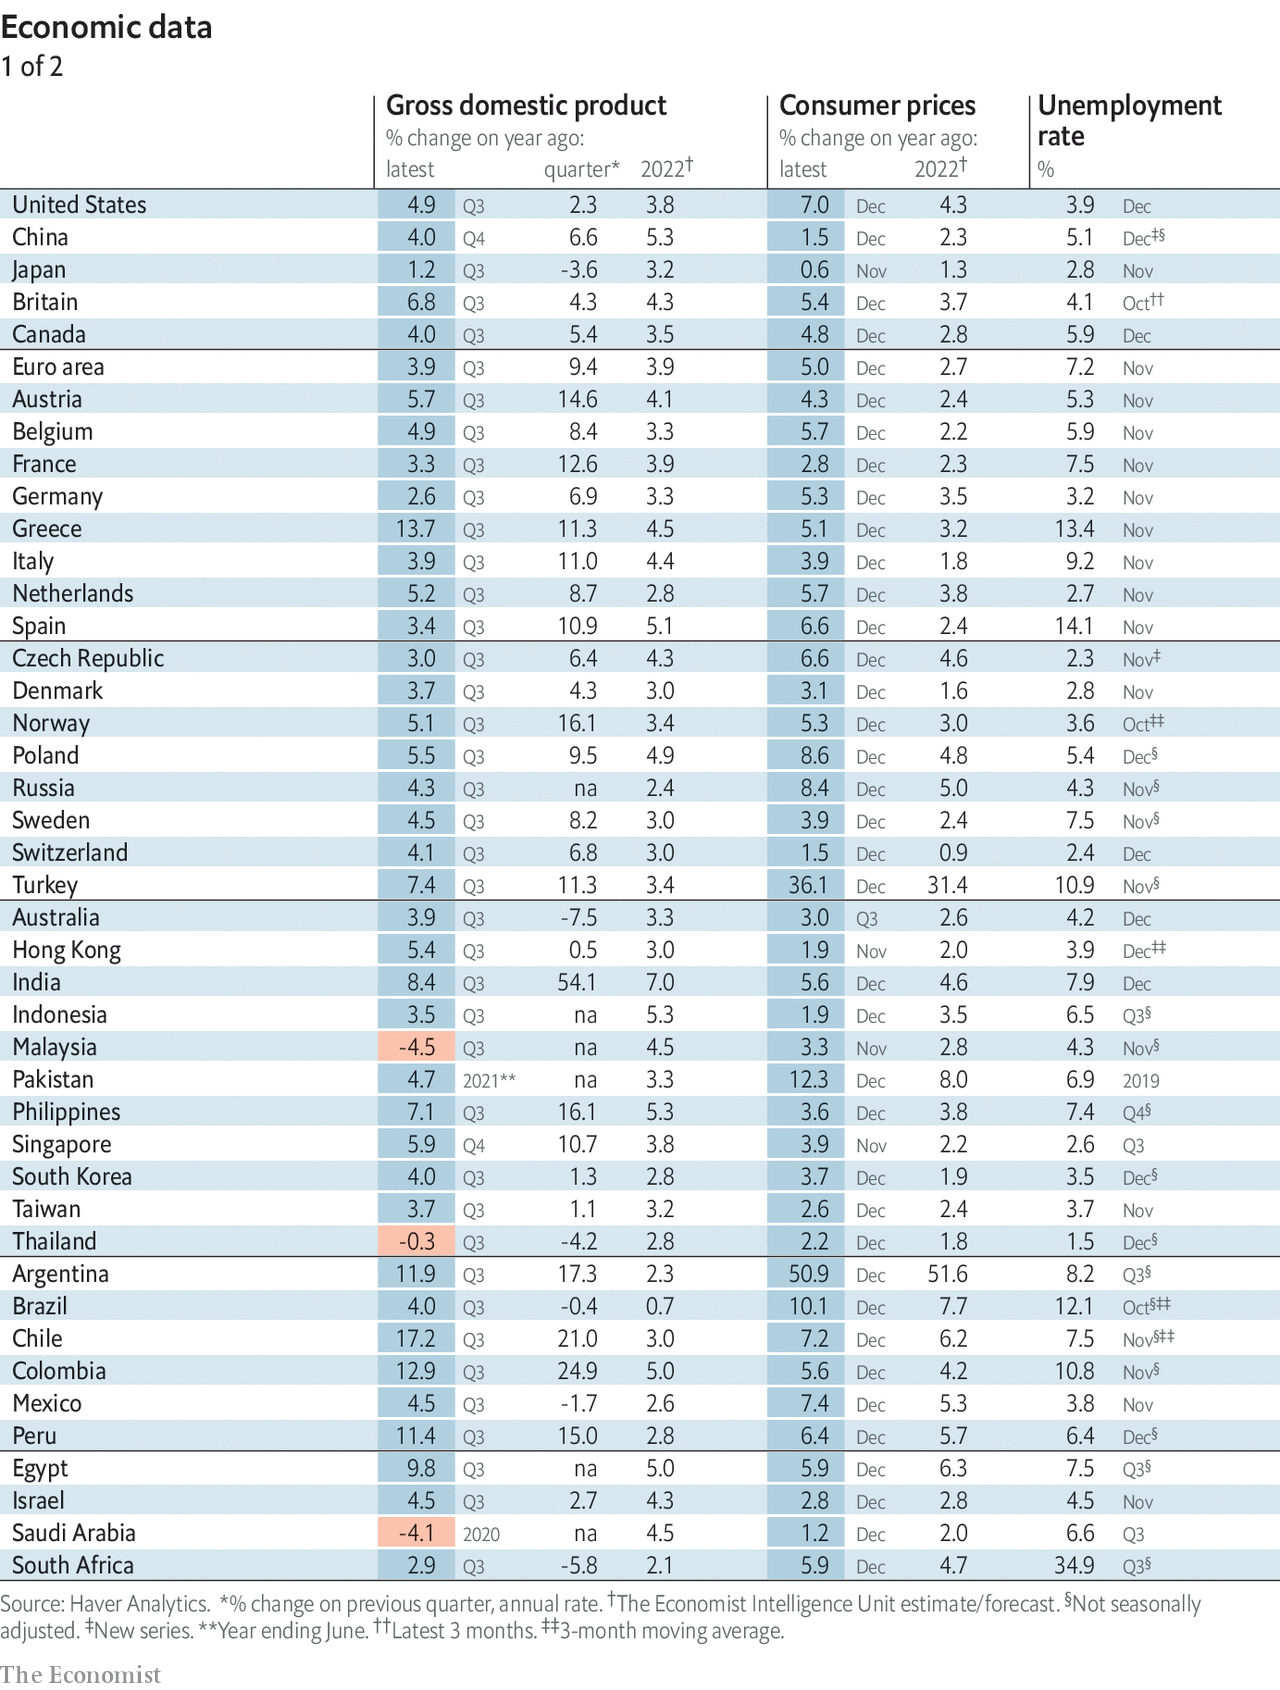 Economic data
1 of 2
Gross domestic product Consumer prices Unemployment
% change on year ago: % change on year ago: rate
latest quarter* 2022† latest 2022† %
United States 4.9 Q3 2.3 3.8 7.0 Dec 4.3 3.9 Dec
China 4.0 Q4 6.6 5.3 1.5 Dec 2.3 5.1 Dec‡§
Japan 1.2 Q3 -3.6 3.2 0.6 Nov 1.3 2.8 Nov
Britain 6.8 Q3 4.3 4.3 5.4 Dec 3.7 4.1 Oct††
Canada 4.0 Q3 5.4 3.5 4.8 Dec 2.8 5.9 Dec
Euro area 3.9 Q3 9.4 3.9 5.0 Dec 2.7 7.2 Nov
Austria 5.7 Q3 14.6 4.1 4.3 Dec 2.4 5.3 Nov
Belgium 4.9 Q3 8.4 3.3 5.7 Dec 2.2 5.9 Nov
France 3.3 Q3 12.6 3.9 2.8 Dec 2.3 7.5 Nov
Germany 2.6 Q3 6.9 3.3 5.3 Dec 3.5 3.2 Nov
Greece 13.7 Q3 11.3 4.5 5.1 Dec 3.2 13.4 Nov
Italy 3.9 Q3 11.0 4.4 3.9 Dec 1.8 9.2 Nov
Netherlands 5.2 Q3 8.7 2.8 5.7 Dec 3.8 2.7 Nov
Spain 3.4 Q3 10.9 5.1 6.6 Dec 2.4 14.1 Nov
Czech Republic 3.0 Q3 6.4 4.3 6.6 Dec 4.6 2.3 Nov‡
Denmark 3.7 Q3 4.3 3.0 3.1 Dec 1.6 2.8 Nov
Norway 5.1 Q3 16.1 3.4 5.3 Dec 3.0 3.6 Oct‡‡
Poland 5.5 Q3 9.5 4.9 8.6 Dec 4.8 5.4 Dec§
Russia 4.3 Q3 na 2.4 8.4 Dec 5.0 4.3 Nov§
Sweden 4.5 Q3 8.2 3.0 3.9 Dec 2.4 7.5 Nov§
Switzerland 4.1 Q3 6.8 3.0 1.5 Dec 0.9 2.4 Dec
Turkey 7.4 Q3 11.3 3.4 36.1 Dec 31.4 10.9 Nov§
Australia 3.9 Q3 -7.5 3.3 3.0 Q3 2.6 4.2 Dec
Hong Kong 5.4 Q3 0.5 3.0 1.9 Nov 2.0 3.9 Dec‡‡
India 8.4 Q3 54.1 7.0 5.6 Dec 4.6 7.9 Dec
Indonesia 3.5 Q3 na 5.3 1.9 Dec 3.5 6.5 Q3§
Malaysia -4.5 Q3 na 4.5 3.3 Nov 2.8 4.3 Nov§
Pakistan 4.7 2021** na 3.3 12.3 Dec 8.0 6.9 2019
Philippines 7.1 Q3 16.1 5.3 3.6 Dec 3.8 7.4 Q4§
Singapore 5.9 Q4 10.7 3.8 3.9 Nov 2.2 2.6 Q3
South Korea 4.0 Q3 1.3 2.8 3.7 Dec 1.9 3.5 Dec§
Taiwan 3.7 Q3 1.1 3.2 2.6 Dec 2.4 3.7 Nov
Thailand -0.3 Q3 -4.2 2.8 2.2 Dec 1.8 1.5 Dec§
Argentina 11.9 Q3 17.3 2.3 50.9 Dec 51.6 8.2 Q3§
Brazil 4.0 Q3 -0.4 0.7 10.1 Dec 7.7 12.1 Oct§‡‡
Chile 17.2 Q3 21.0 3.0 7.2 Dec 6.2 7.5 Nov§‡‡
Colombia 12.9 Q3 24.9 5.0 5.6 Dec 4.2 10.8 Nov§
Mexico 4.5 Q3 -1.7 2.6 7.4 Dec 5.3 3.8 Nov
Peru 11.4 Q3 15.0 2.8 6.4 Dec 5.7 6.4 Dec§
Egypt 9.8 Q3 na 5.0 5.9 Dec 6.3 7.5 Q3§
Israel 4.5 Q3 2.7 4.3 2.8 Dec 2.8 4.5 Nov
Saudi Arabia -4.1 2020 na 4.5 1.2 Dec 2.0 6.6 Q3
South Africa 2.9 Q3 -5.8 2.1 5.9 Dec 4.7 34.9 Q3§
Source: Haver Analytics. *% change on previous quarter, annual rate. †The Economist Intelligence Unit estimate/forecast. §Not seasonally
adjusted. ‡New series. **Year ending June. ††Latest 3 months. ‡‡3-month moving average.
The Economist